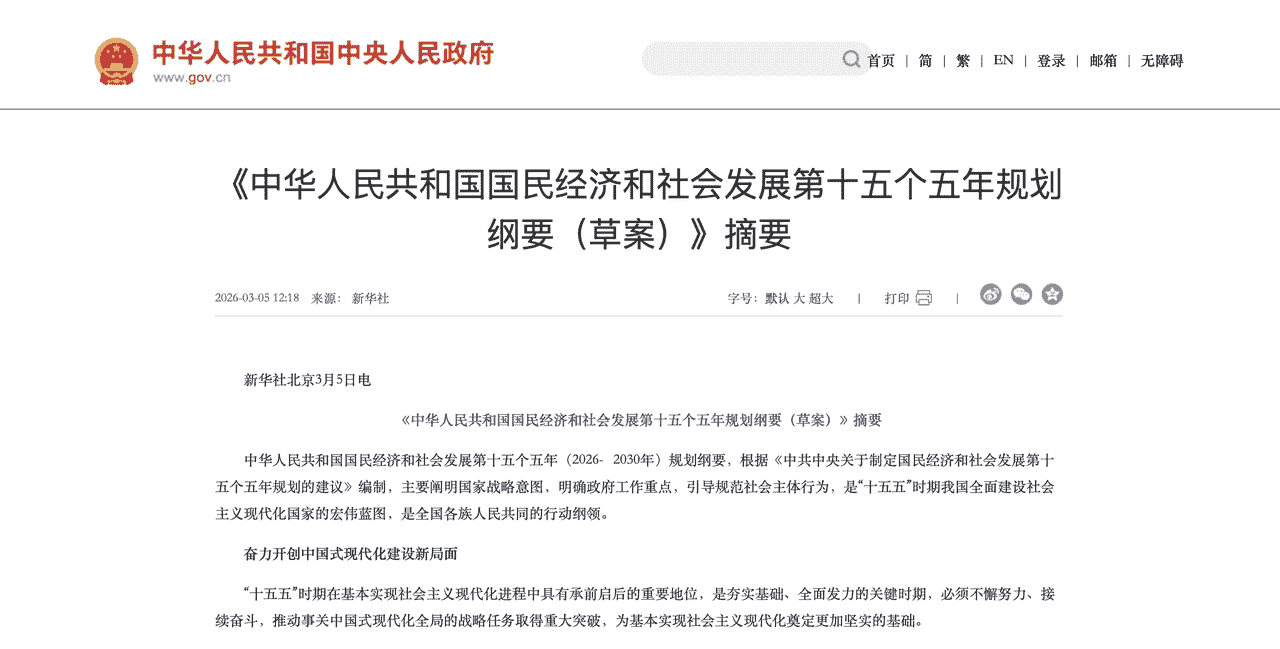 中华人民共和国中央人民政府
www.gov.cn
首页 | 简 | 繁 | EN | 登录 | 邮箱 | 无障碍
《中华人民共和国国民经济和社会发展第十五个五年规划
纲要（草案）》摘要
2026-03-05 12:18 来源： 新华社
字号：默认 大 超大 | 打印 |
新华社北京3月5日电
《中华人民共和国国民经济和社会发展第十五个五年规划纲要（草案）》摘要
中华人民共和国国民经济和社会发展第十五个五年（2026- 2030年）规划纲要，根据《中共中央关于制定国民经济和社会发展第十
五个五年规划的建议》编制，主要阐明国家战略意图，明确政府工作重点，引导规范社会主体行为，是“十五五”时期我国全面建设社会
主义现代化国家的宏伟蓝图，是全国各族人民共同的行动纲领。
奋力开创中国式现代化建设新局面
“十五五”时期在基本实现社会主义现代化进程中具有承前启后的重要地位，是夯实基础、全面发力的关键时期，必须不懈努力、接
续奋斗，推动事关中国式现代化全局的战略任务取得重大突破，为基本实现社会主义现代化奠定更加坚实的基础。